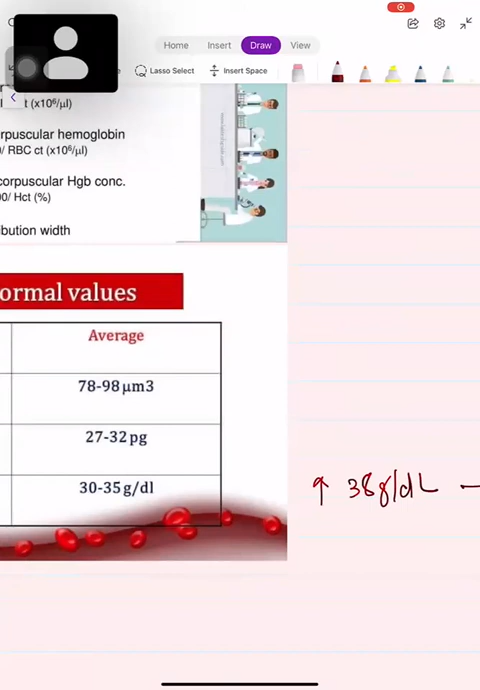 Home Insert Draw View
Lasso Select Insert Space
(x10⁶/µl)
rpuscular hemoglobin
/ RBC ct (x10⁶/µl)
corpuscular Hgb conc.
00/ Hct (%)
ibution width
ormal values
Average
78-98 µm3
27-32 pg
30-35 g/dl
↑ 38g/dL —